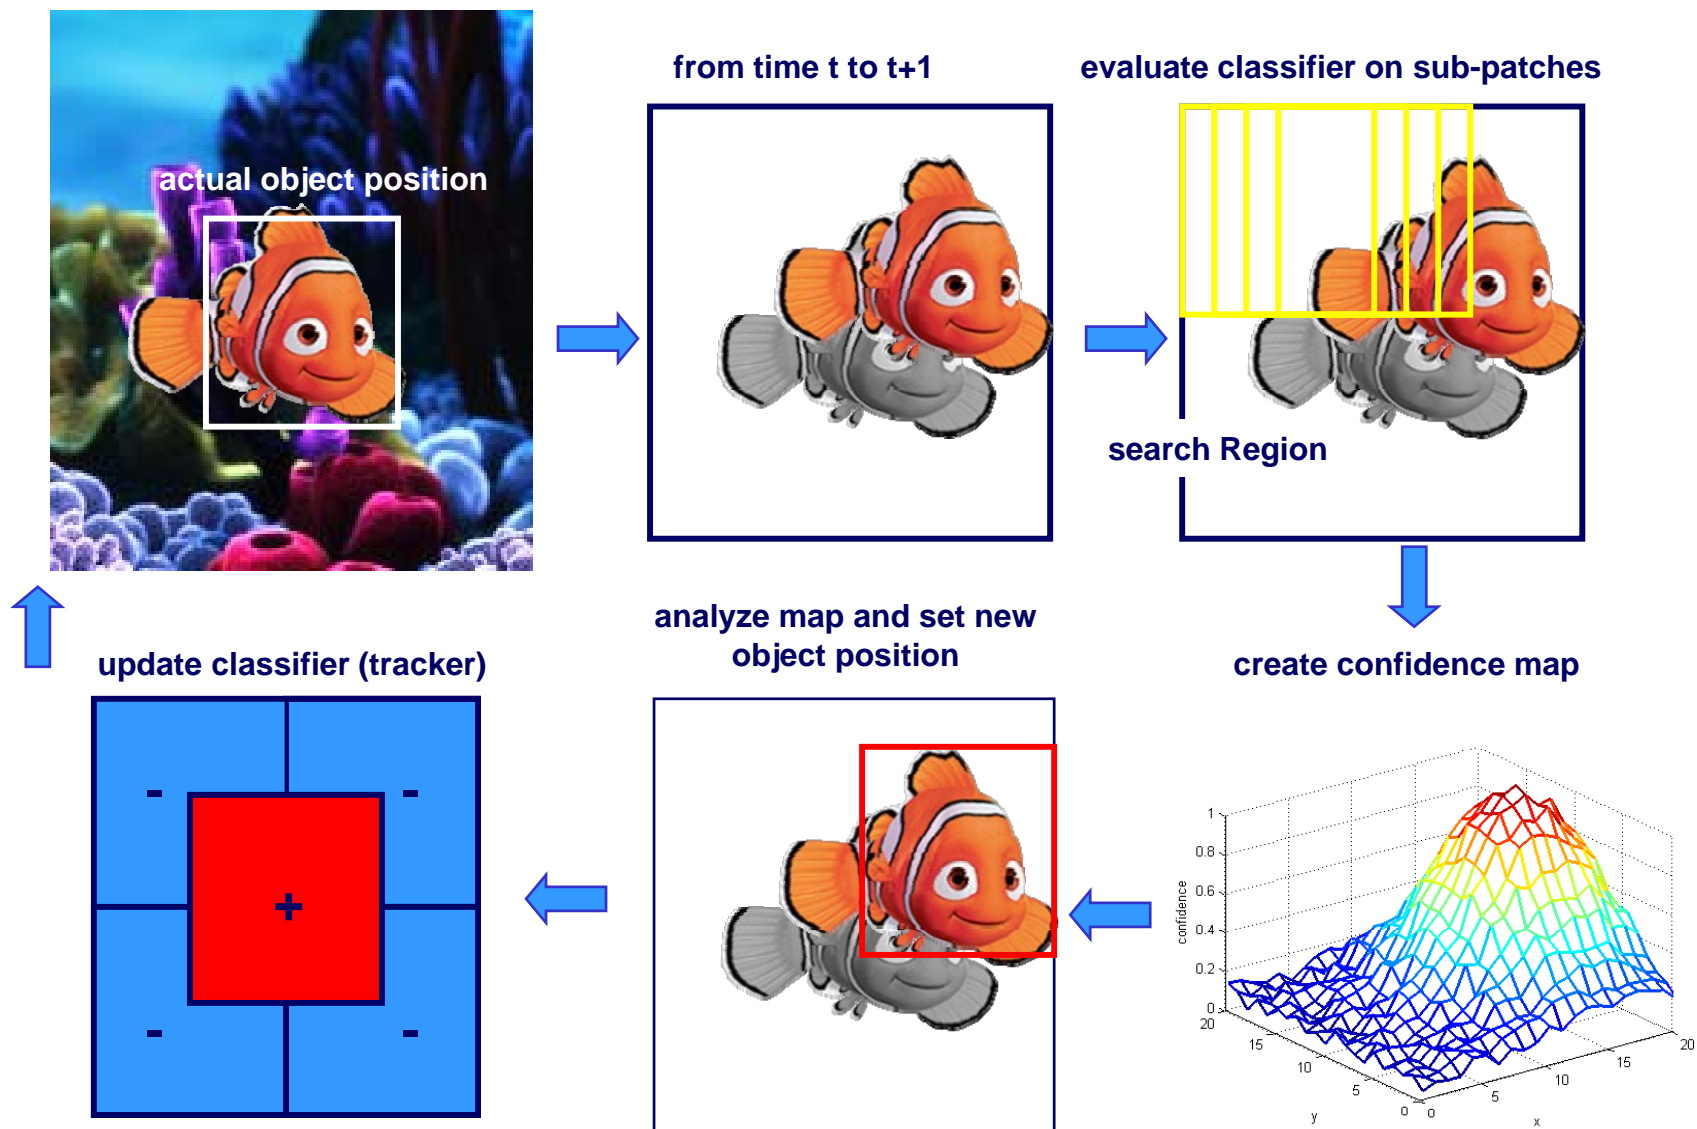 from time t to t+1
evaluate classifier on sub-patches
actual object position
search Region
analyze map and set new
object position
update classifier (tracker)
create confidence map
-
-
+
-
-
confidence
1
0.8
0.6
0.4
0.2
0
20
15
10
5
0
y
0
5
10
15
20
x